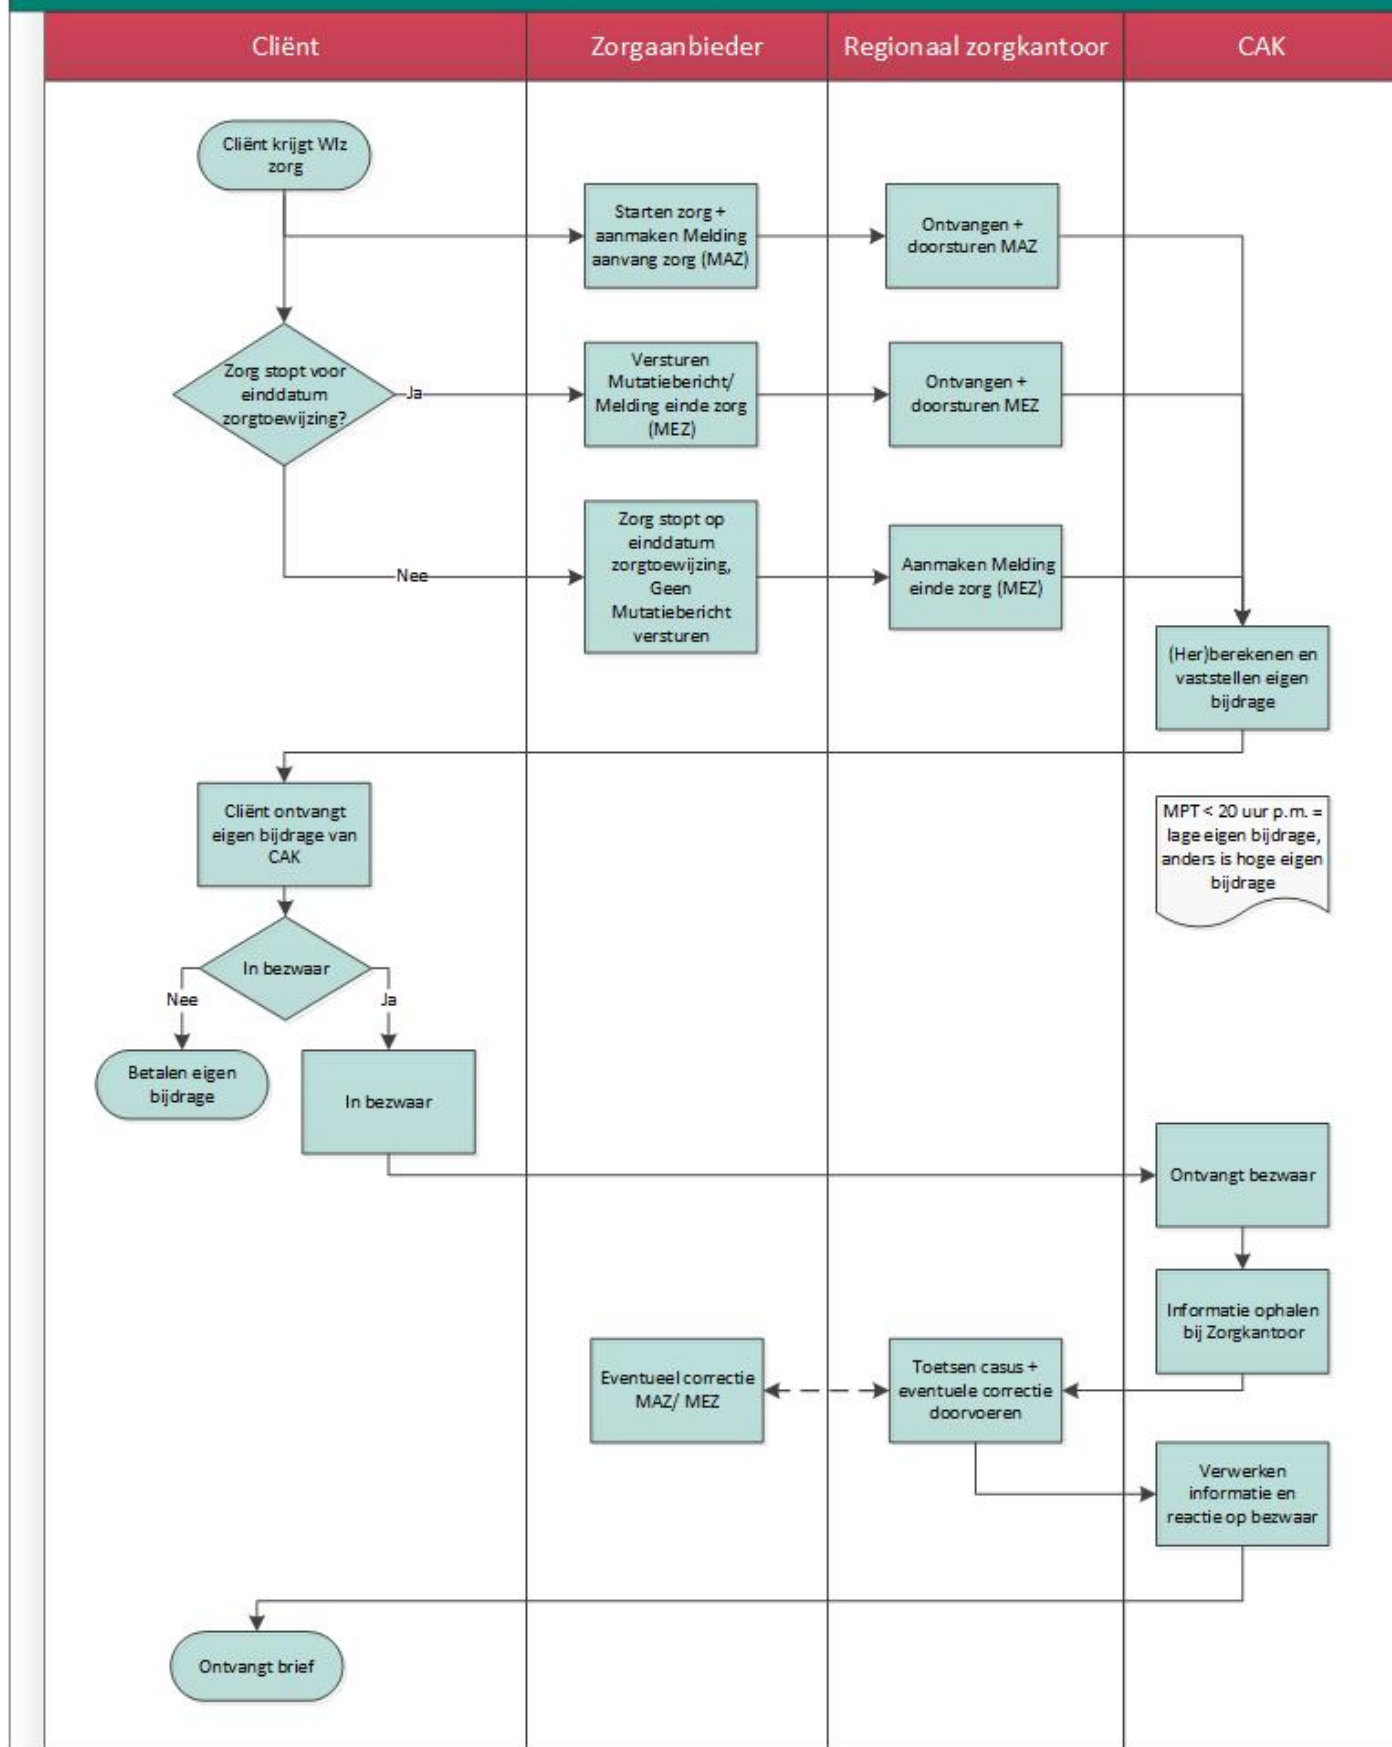 Cliënt
Zorgaanbieder
Regionaal zorgkantoor
CAK
Cliënt krijgt Wlz
zorg
Starten zorg +
aanmaken Melding
aanvang zorg (MAZ)
Ontvangen +
doorsturen MAZ
Zorg stopt voor
einddatum
zorgtoewijzing?
Ja
Versturen
Mutatiebericht/
Melding einde zorg
(MEZ)
Ontvangen +
doorsturen MEZ
Nee
Zorg stopt op
einddatum
zorgtoewijzing,
Geen
Mutatiebericht
versturen
Aanmaken Melding
einde zorg (MEZ)
(Her)berekenen en
vaststellen eigen
bijdrage
Cliënt ontvangt
eigen bijdrage van
CAK
MPT < 20 uur p.m. =
lage eigen bijdrage,
anders is hoge eigen
bijdrage
In bezwaar
Nee
Ja
Betalen eigen
bijdrage
In bezwaar
Ontvangt bezwaar
Informatie ophalen
bij Zorgkantoor
Eventueel correctie
MAZ/ MEZ
Toetsen casus +
eventuele correctie
doorvoeren
Verwerken
informatie en
reactie op bezwaar
Ontvangt brief